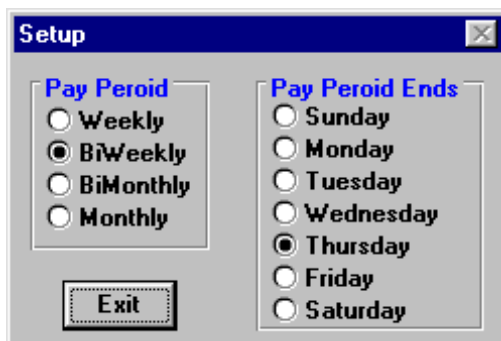 Setup
Pay Peroid
Weekly
BiWeekly
BiMonthly
Monthly
Exit
Pay Peroid Ends
Sunday
Monday
Tuesday
Wednesday
Thursday
Friday
Saturday